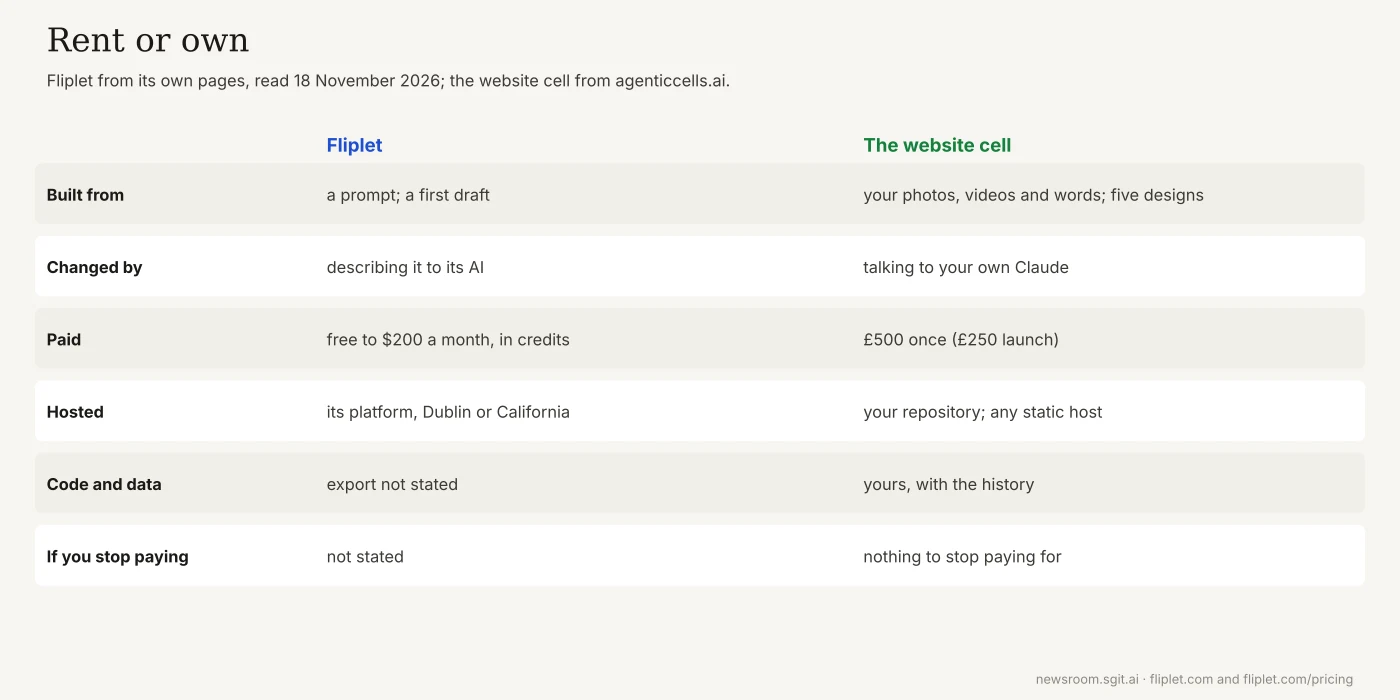 Rent or own
Fliplet from its own pages, read 18 November 2026; the website cell from agenticcells.ai.
Fliplet The website cell
Built from a prompt; a first draft your photos, videos and words; five designs
Changed by describing it to its AI talking to your own Claude
Paid free to $200 a month, in credits £500 once (£250 launch)
Hosted its platform, Dublin or California your repository; any static host
Code and data export not stated yours, with the history
If you stop paying not stated nothing to stop paying for
newsroom.sgit.ai · fliplet.com and fliplet.com/pricing